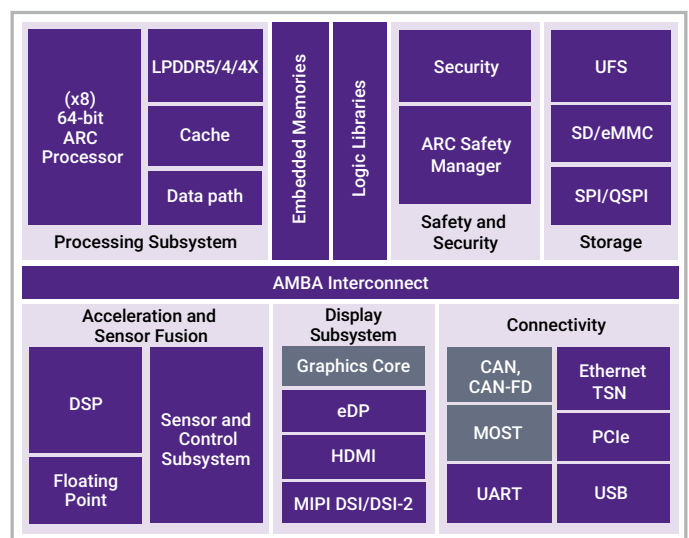 (x8)
64-bit
ARC
Processor
LPDDR5/4/4X
Cache
Data path
Processing Subsystem
Embedded Memories
Logic Libraries
Security
ARC Safety
Manager
Safety and
Security
UFS
SD/eMMC
SPI/QSPI
Storage
AMBA Interconnect
Acceleration and
Sensor Fusion
DSP
Floating
Point
Sensor and
Control
Subsystem
Display
Subsystem
Graphics Core
eDP
HDMI
MIPI DSI/DSI-2
Connectivity
CAN,
CAN-FD
MOST
UART
Ethernet
TSN
PCIe
USB